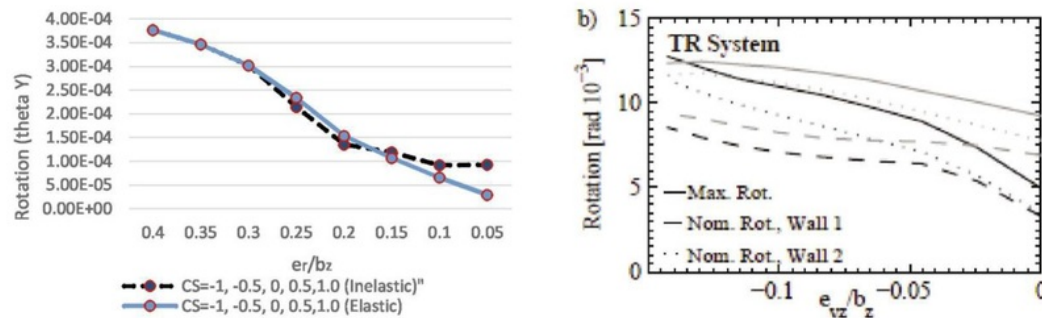 4.00E-04
3.50E-04
3.00E-04
2.50E-04
2.00E-04
1.50E-04
1.00E-04
5.00E-05
0.00E+00
Rotation (theta Y)
0.4 0.35 0.3 0.25 0.2 0.15 0.1 0.05
er/bz
CS=-1, -0.5, 0, 0.5,1.0 (Inelastic)"
CS=-1, -0.5, 0, 0.5,1.0 (Elastic)
b)
15
10
5
0
Rotation [rad 10⁻³]
TR System
Max. Rot.
Nom. Rot., Wall 1
Nom. Rot., Wall 2
−0.1 −0.05 0